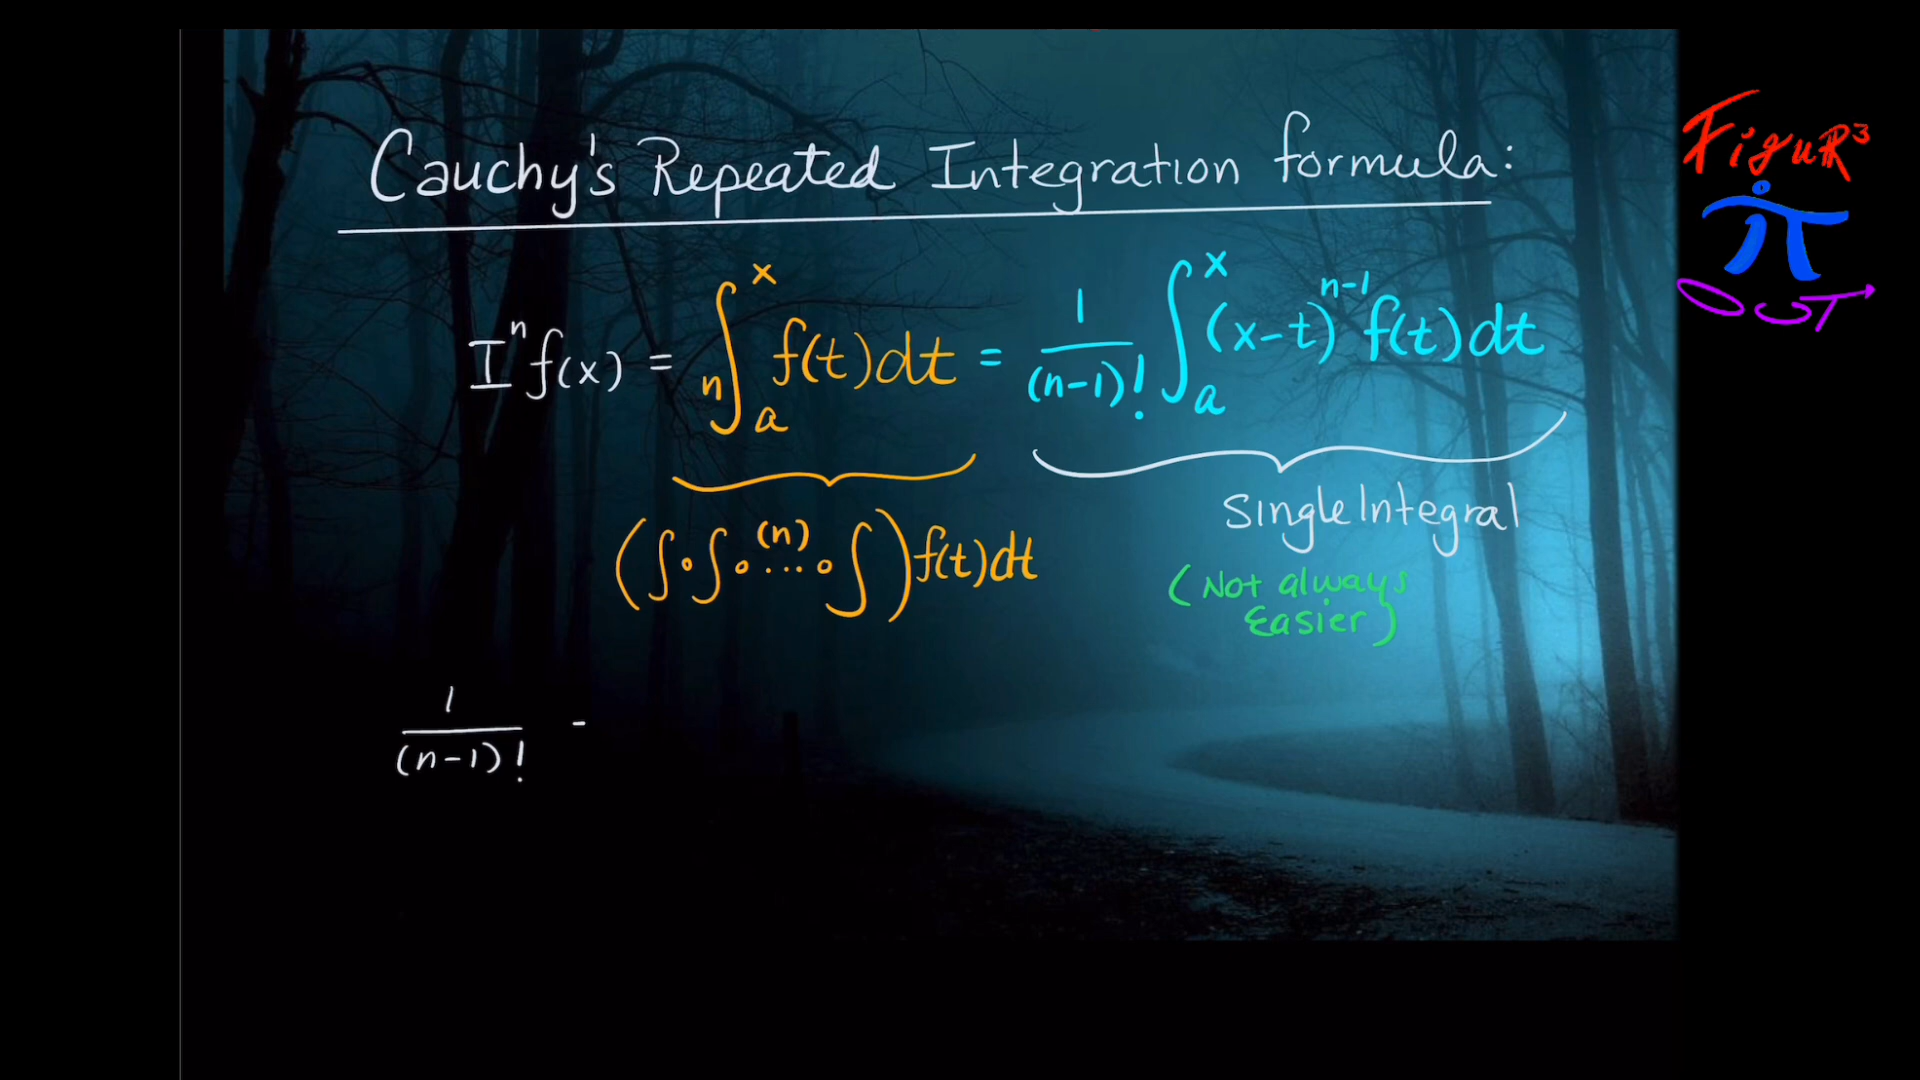 Cauchy's Repeated Integration formula:
FiguR³
π
OUT
Iⁿf(x) = n∫ₐˣ f(t)dt = 1/(n-1)! ∫ₐˣ (x-t)ⁿ⁻¹ f(t)dt
(∫∘∫∘...⁽ⁿ⁾∘∫)f(t)dt
Single Integral
(Not always
Easier)
1/(n-1)! -